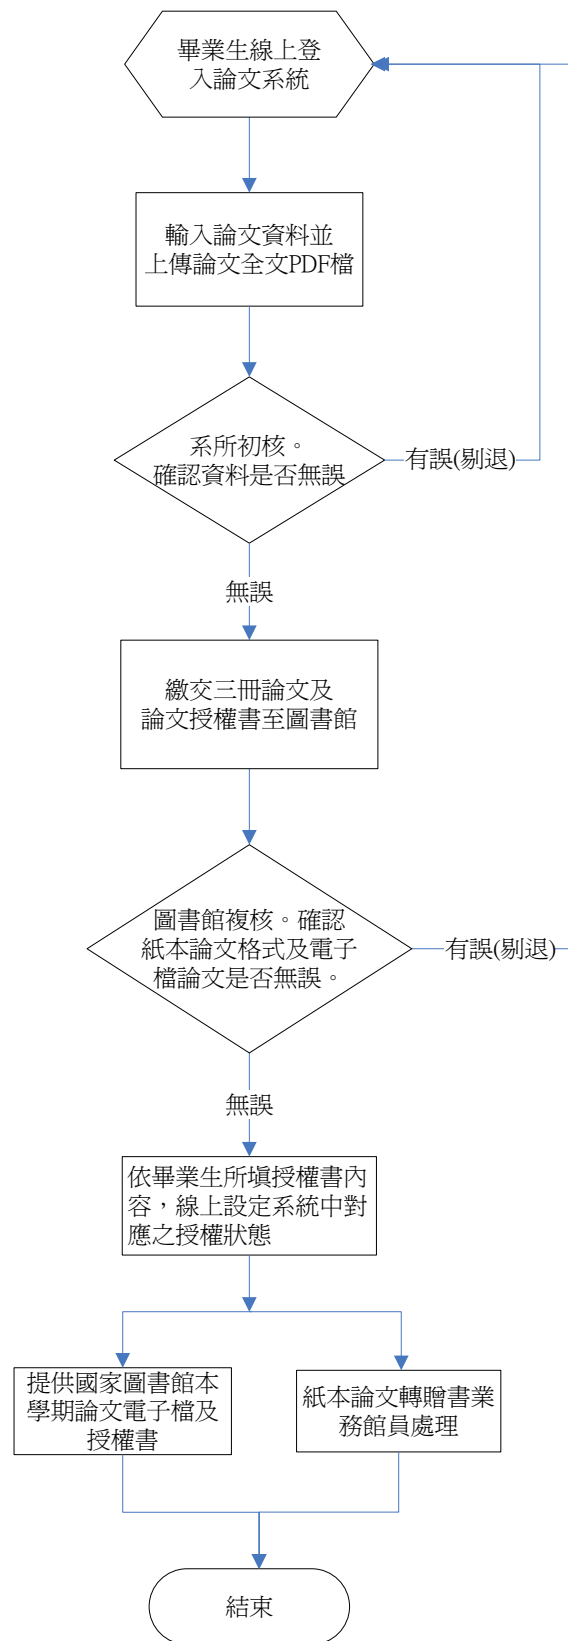 畢業生線上登
入論文系統
輸入論文資料並
上傳論文全文PDF檔
系所初核。
確認資料是否無誤
有誤(剔退)
無誤
繳交三冊論文及
論文授權書至圖書館
圖書館複核。確認
紙本論文格式及電子
檔論文是否無誤。
有誤(剔退)
無誤
依畢業生所填授權書內
容，線上設定系統中對
應之授權狀態
提供國家圖書館本
學期論文電子檔及
授權書
紙本論文轉贈書業
務館員處理
結束